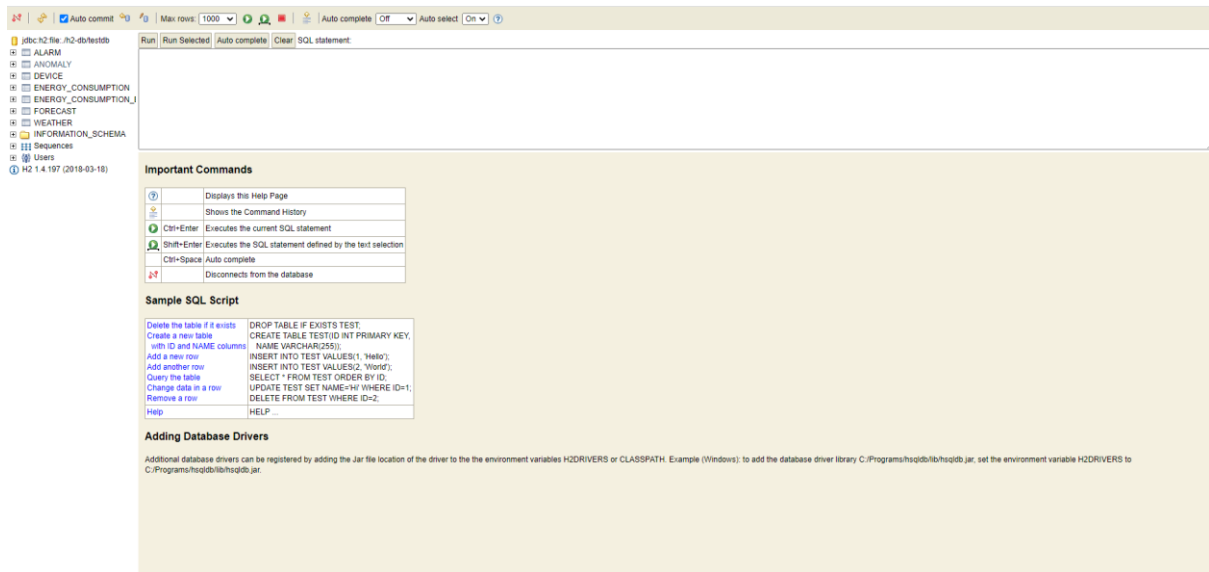 Auto commit Max rows: 1000 Auto complete Off Auto select On
jdbc:h2:file:./h2-db/testdb
ALARM
ANOMALY
DEVICE
ENERGY_CONSUMPTION
ENERGY_CONSUMPTION_I
FORECAST
WEATHER
INFORMATION_SCHEMA
Sequences
Users
H2 1.4.197 (2018-03-18)
Run Run Selected Auto complete Clear SQL statement:
Important Commands
Displays this Help Page
Shows the Command History
Ctrl+Enter Executes the current SQL statement
Shift+Enter Executes the SQL statement defined by the text selection
Ctrl+Space Auto complete
Disconnects from the database
Sample SQL Script
Delete the table if it exists DROP TABLE IF EXISTS TEST;
Create a new table CREATE TABLE TEST(ID INT PRIMARY KEY,
with ID and NAME columns NAME VARCHAR(255));
Add a new row INSERT INTO TEST VALUES(1, 'Hello');
Add another row INSERT INTO TEST VALUES(2, 'World');
Query the table SELECT * FROM TEST ORDER BY ID;
Change data in a row UPDATE TEST SET NAME='Hi' WHERE ID=1;
Remove a row DELETE FROM TEST WHERE ID=2;
Help HELP ...
Adding Database Drivers
Additional database drivers can be registered by adding the Jar file location of the driver to the the environment variables H2DRIVERS or CLASSPATH. Example (Windows): to add the database driver library C:/Programs/hsqldb/lib/hsqldb.jar, set the environment variable H2DRIVERS to
C:/Programs/hsqldb/lib/hsqldb.jar.